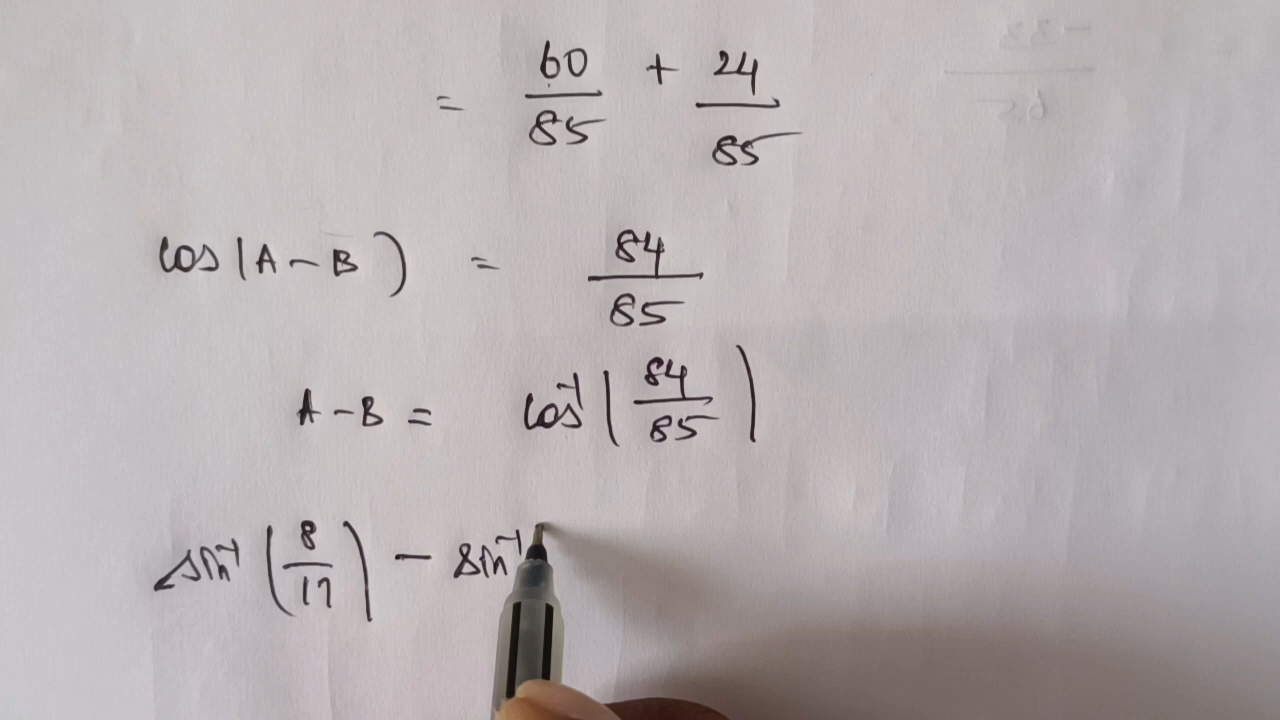 = 60/85 + 24/85
cos(A-B) = 84/85
A-B = cos⁻¹(84/85)
sin⁻¹(8/17) - sin⁻¹